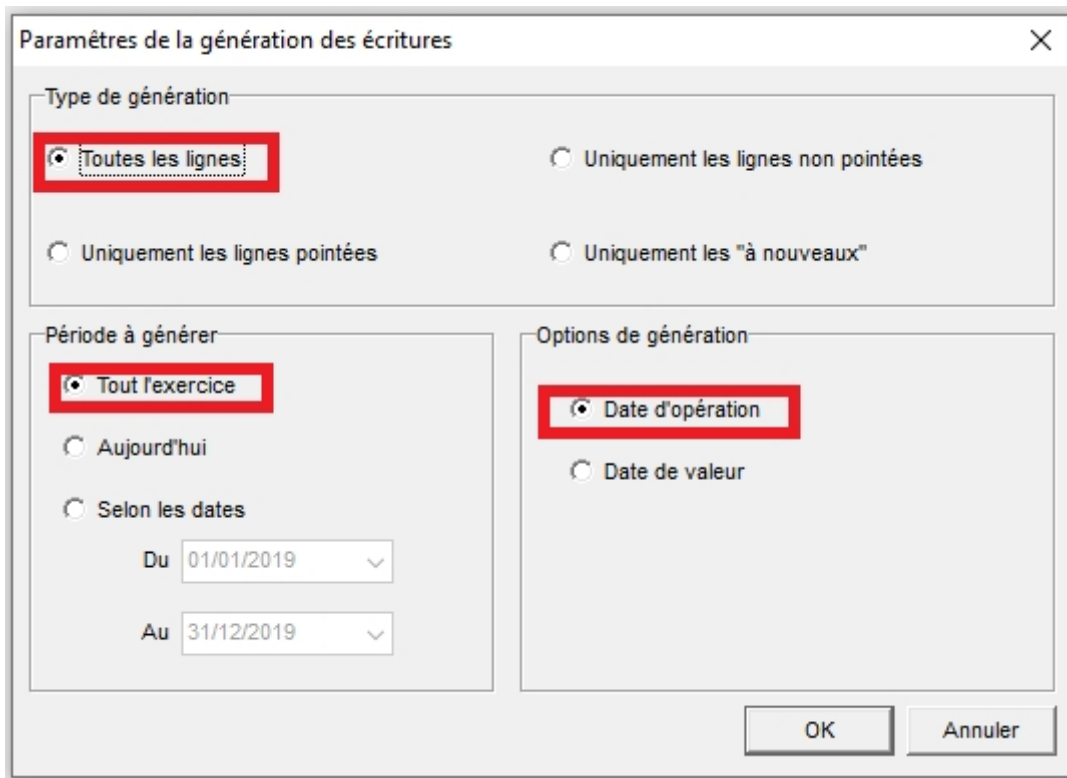 Paramêtres de la génération des écritures
Type de génération
Toutes les lignes
Uniquement les lignes non pointées
Uniquement les lignes pointées
Uniquement les "à nouveaux"
Période à générer
Tout l'exercice
Aujourd'hui
Selon les dates
Du 01/01/2019
Au 31/12/2019
Options de génération
Date d'opération
Date de valeur
OK
Annuler